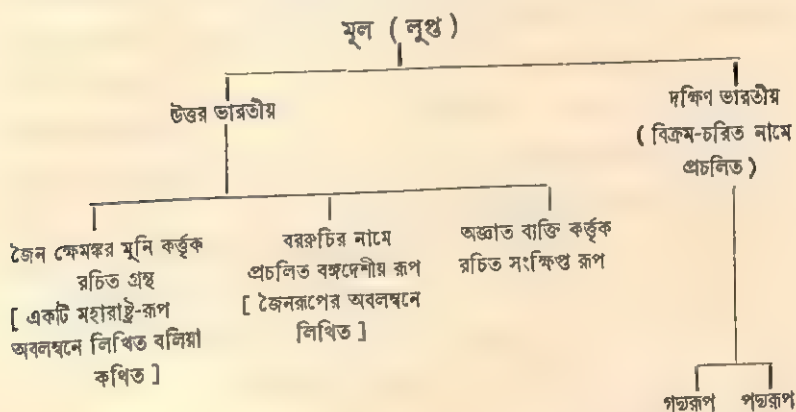 মূল ( লুপ্ত )
উত্তর ভারতীয়
দক্ষিণ ভারতীয়
( বিক্রম-চরিত নামে
প্রচলিত )
জৈন ক্ষেমঙ্কর মুনি কর্তৃক
রচিত গ্রন্থ
[ একটি মহারাষ্ট্র-রূপ
অবলম্বনে লিখিত বলিয়া
কথিত ]
বররুচির নামে
প্রচলিত বঙ্গদেশীয় রূপ
[ জৈনরূপের অবলম্বনে
লিখিত ]
অজ্ঞাত ব্যক্তি কর্তৃক
রচিত সংক্ষিপ্ত রূপ
গদ্যরূপ পদ্যরূপ